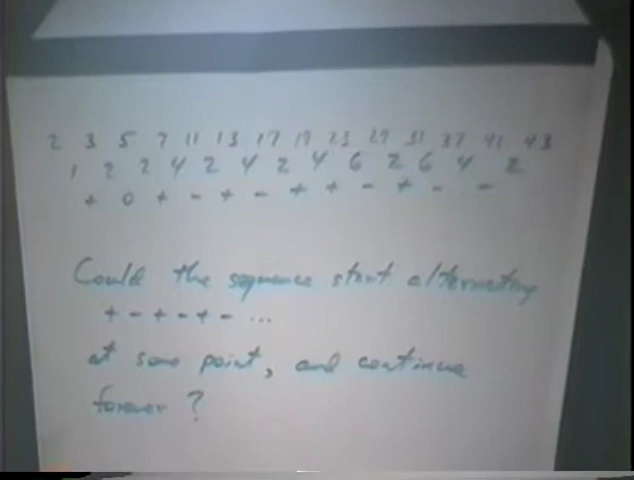 2 3 5 7 11 13 17 19 23 29 31 37 41 43
1 2 2 4 2 4 2 4 6 2 6 4 2
+ 0 + - + - + + - + - -
Could the sequence start alternating
+ - + - + - ...
at some point, and continue
forever ?